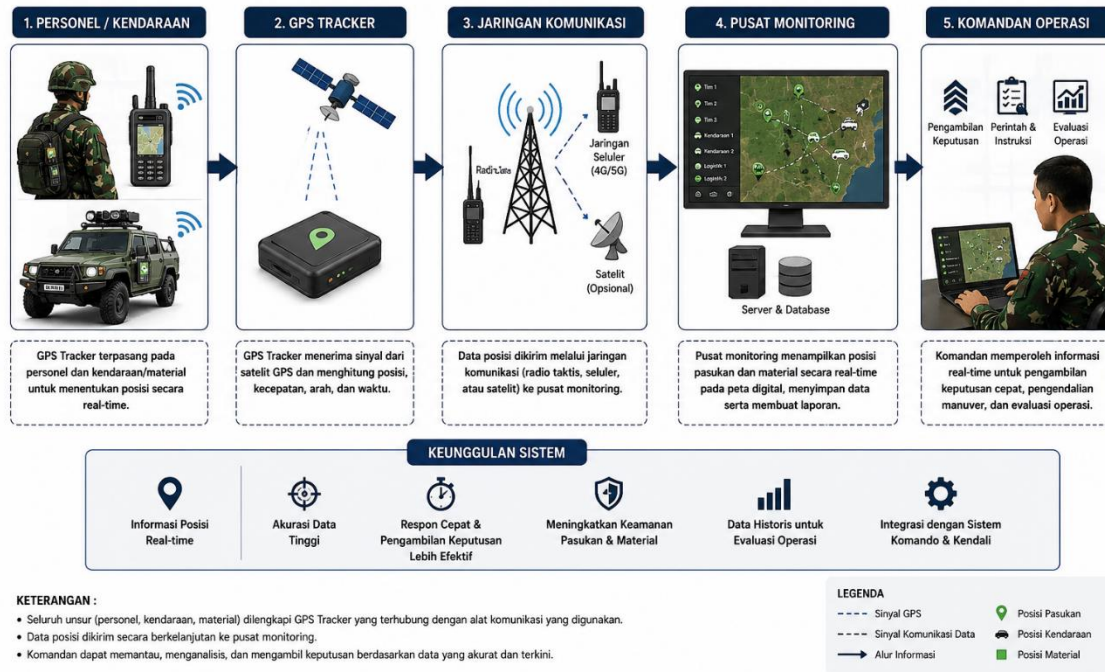 1. PERSONEL / KENDARAAN
2. GPS TRACKER
3. JARINGAN KOMUNIKASI
4. PUSAT MONITORING
5. KOMANDAN OPERASI
Jaringan
Seluler
(4G/5G)
Satelit
(Opsional)
Tim 1
Tim 2
Tim 3
Kendaraan 1
Kendaraan 2
Logistik 1
Logistik 2
Server & Database
Pengambilan
Keputusan
Perintah &
Instruksi
Evaluasi
Operasi
GPS Tracker terpasang pada
personel dan kendaraan/material
untuk menentukan posisi secara
real-time.
GPS Tracker menerima sinyal dari
satelit GPS dan menghitung posisi,
kecepatan, arah, dan waktu.
Data posisi dikirim melalui jaringan
komunikasi (radio taktis, seluler,
atau satelit) ke pusat monitoring.
Pusat monitoring menampilkan posisi
pasukan dan material secara real-time
pada peta digital, menyimpan data
serta membuat laporan.
Komandan memperoleh informasi
real-time untuk pengambilan
keputusan cepat, pengendalian
manuver, dan evaluasi operasi.
KEUNGGULAN SISTEM
Informasi Posisi
Real-time
Akurasi Data
Tinggi
Respon Cepat &
Pengambilan Keputusan
Lebih Efektif
Meningkatkan Keamanan
Pasukan & Material
Data Historis untuk
Evaluasi Operasi
Integrasi dengan Sistem
Komando & Kendali
KETERANGAN :
• Seluruh unsur (personel, kendaraan, material) dilengkapi GPS Tracker yang terhubung dengan alat komunikasi yang digunakan.
• Data posisi dikirim secara berkelanjutan ke pusat monitoring.
• Komandan dapat memantau, menganalisis, dan mengambil keputusan berdasarkan data yang akurat dan terkini.
LEGENDA
Sinyal GPS
Posisi Pasukan
Sinyal Komunikasi Data
Posisi Kendaraan
Alur Informasi
Posisi Material